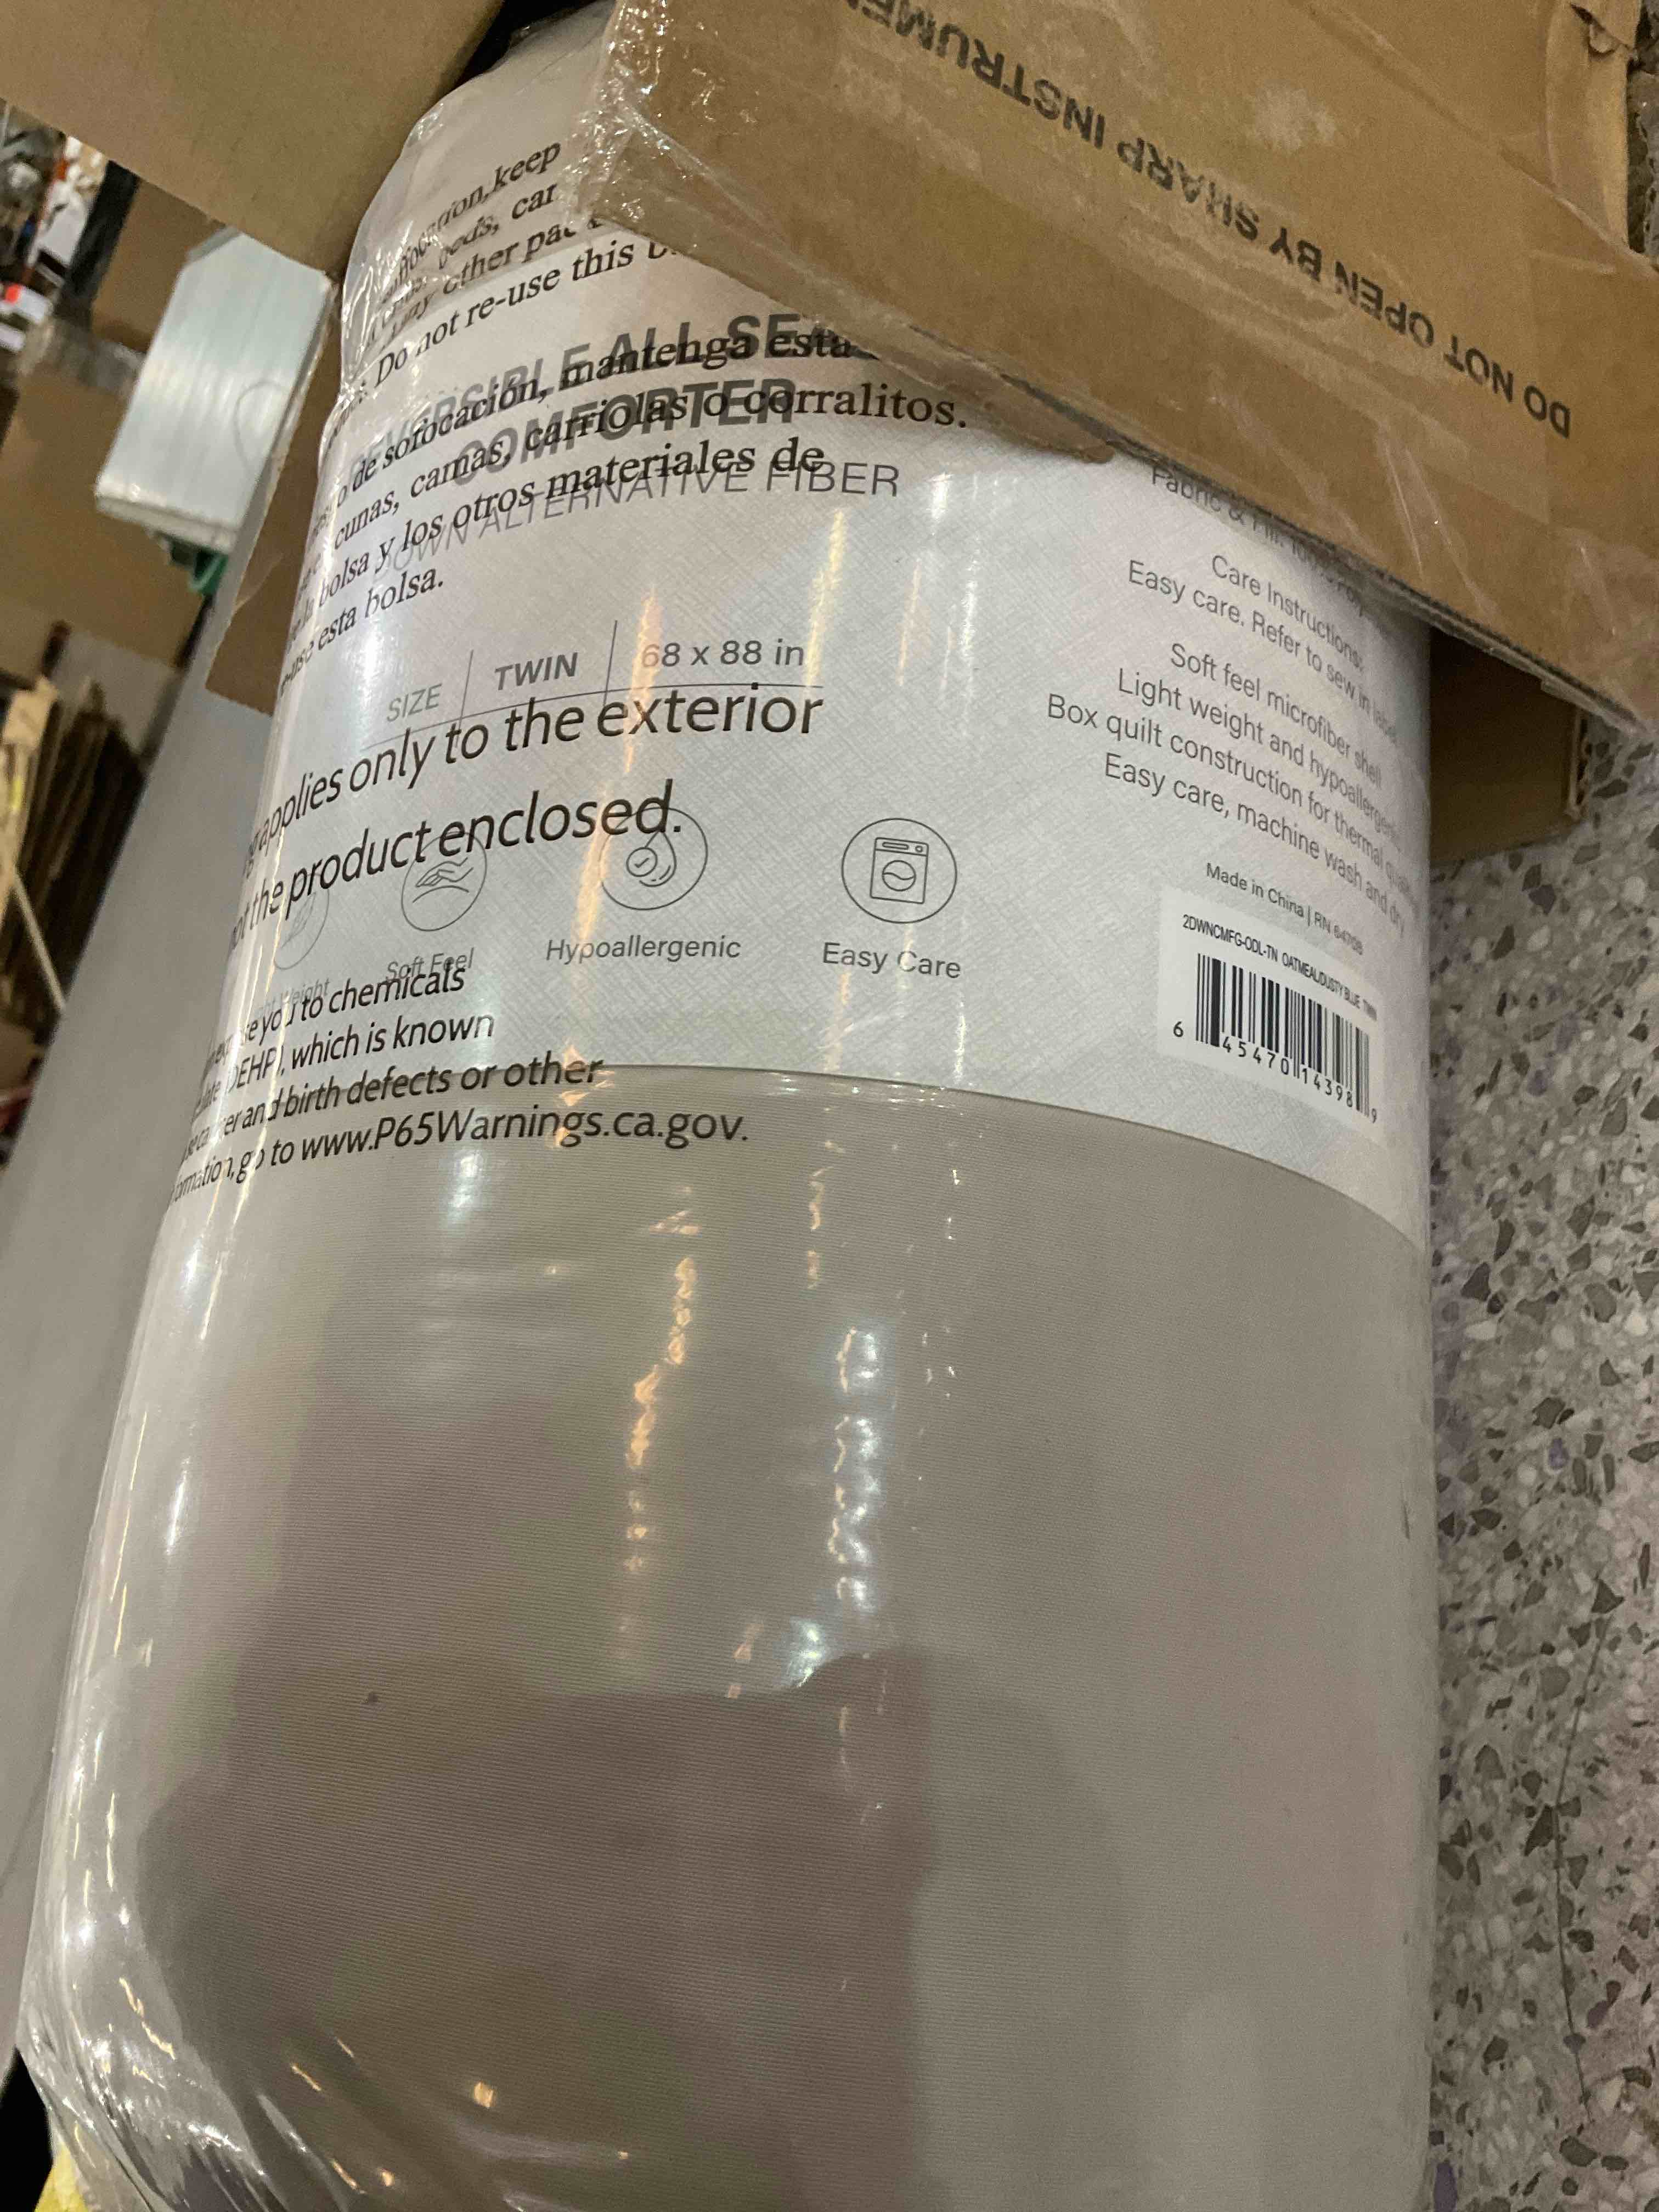 DO NOT OPEN BY SHARP
keep
car
other
Do not re-use this
COMFORTER
DOWN ALTERNATIVE FIBER
de sofocación, mantenga esta
cunas, camas, carriolas o corralitos.
bolsa y los otros materiales de
esta bolsa.
SIZE | TWIN | 68 x 88 in
applies only to the exterior
the product enclosed.
Soft Feel
Hypoallergenic
Easy Care
you to chemicals
(DEHP), which is known
and birth defects or other
go to www.P65Warnings.ca.gov.
Fabric &
Care Instructions:
Easy care. Refer to sew in label
Soft feel microfiber shell
Light weight and hypoallergenic
Box quilt construction for thermal
Easy care, machine wash and dry
Made in China | RN
2DWNCMFG-ODL-TN OATMEAL/DUSTY BLUE TWIN
6 45470 14398 9